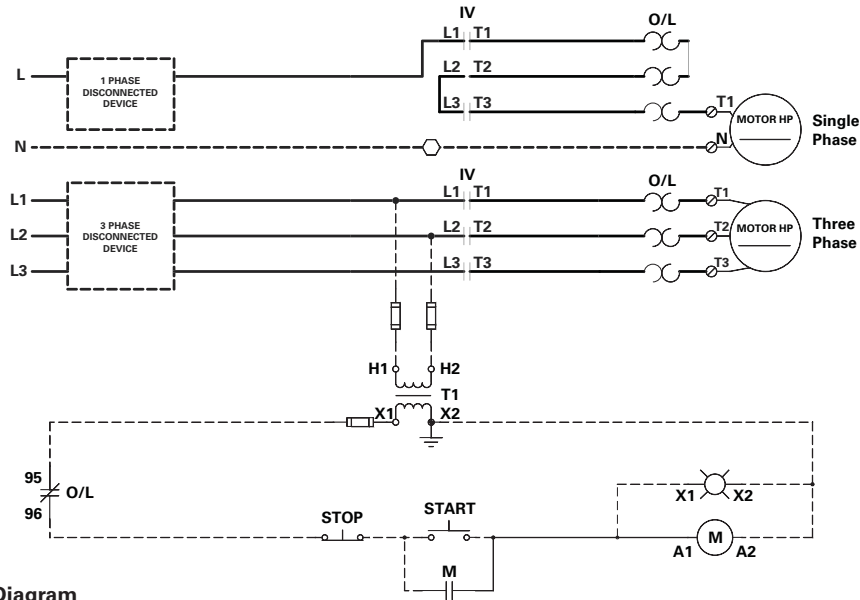 IV
O/L
L1 T1
L
1 PHASE
DISCONNECTED
DEVICE
L2 T2
L3 T3
T1
MOTOR HP
Single
Phase
N
N
IV
O/L
L1
L1 T1
T1
L2
3 PHASE
DISCONNECTED
DEVICE
L2 T2
T2
MOTOR HP
Three
Phase
L3
L3 T3
T3
H1 H2
T1
X1 X2
95
O/L
96
STOP
START
X1 X2
M
A1 A2
M
Diagram